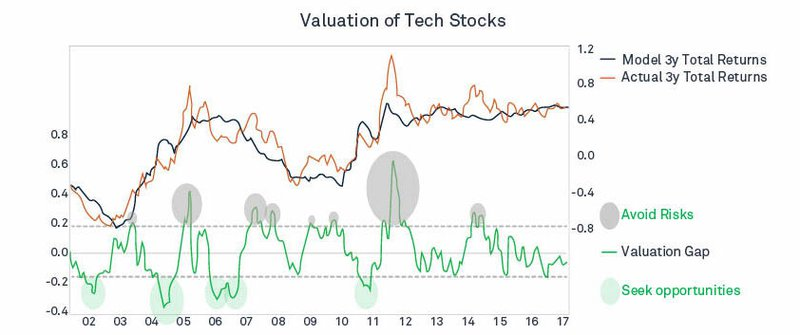 Valuation of Tech Stocks
1.2
Model 3y Total Returns
Actual 3y Total Returns
0.8
0.4
0.8
0.6
0.0
0.4
-0.4
Avoid Risks
0.2
-0.8
0.0
Valuation Gap
-0.2
Seek opportunities
-0.4
02 03 04 05 06 07 08 09 10 11 12 13 14 15 16 17